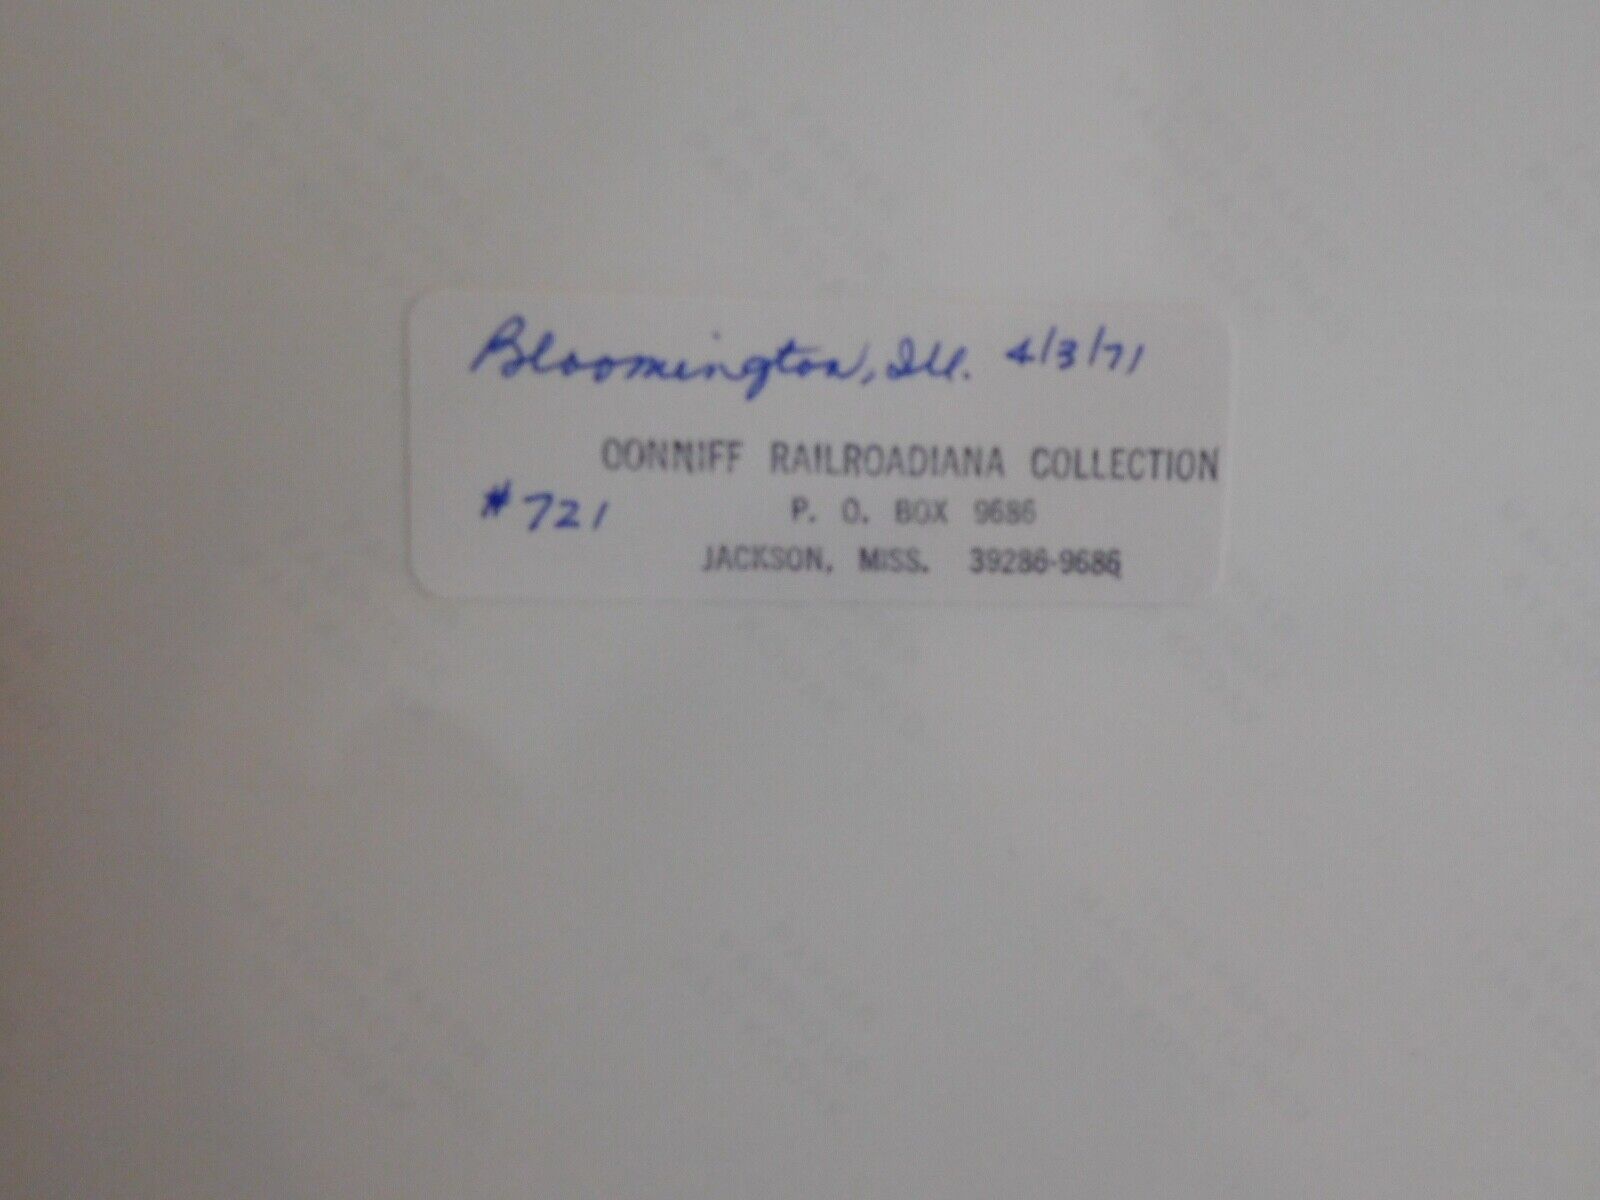 Bloomington, Ill. 4/3/71
CONNIFF RAILROADIANA COLLECTION
#721 P. O. BOX 9686
JACKSON, MISS. 39286-9686